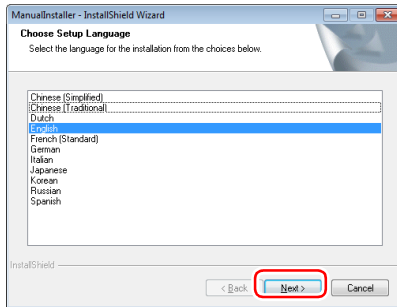 ManualInstaller - InstallShield Wizard
Choose Setup Language
Select the language for the installation from the choices below.
Chinese (Simplified)
Chinese (Traditional)
Dutch
English
French (Standard)
German
Italian
Japanese
Korean
Russian
Spanish
InstallShield
< Back Next > Cancel